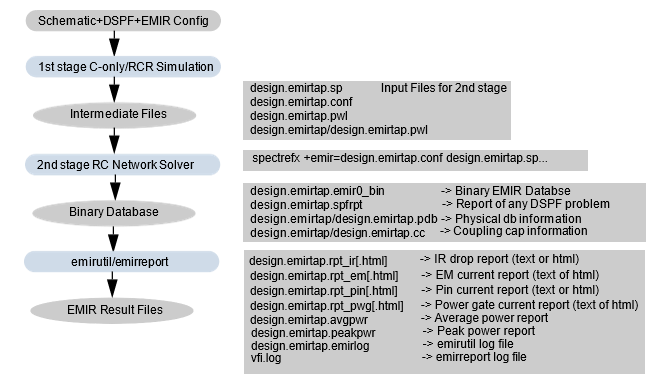 Schematic+DSPF+EMIR Config
1st stage C-only/RCR Simulation
Intermediate Files
design.emirtap.sp Input Files for 2nd stage
design.emirtap.conf
design.emirtap.pwl
design.emirtap/design.emirtap.pwl
2nd stage RC Network Solver
spectrefx +emir=design.emirtap.conf design.emirtap.sp...
Binary Database
design.emirtap.emir0_bin -> Binary EMIR Databse
design.emirtap.spfrpt -> Report of any DSPF problem
design.emirtap/design.emirtap.pdb -> Physical db information
design.emirtap/design.emirtap.cc -> Coupling cap information
emirutil/emirreport
EMIR Result Files
design.emirtap.rpt_ir[.html] -> IR drop report (text or html)
design.emirtap.rpt_em[.html] -> EM current report (text of html)
design.emirtap.rpt_pin[.html] -> Pin current report (text or html)
design.emirtap.rpt_pwg[.html] -> Power gate current report (text of html)
design.emirtap.avgpwr -> Average power report
design.emirtap.peakpwr -> Peak power report
design.emirtap.emirlog -> emirutil log file
vfi.log -> emirreport log file